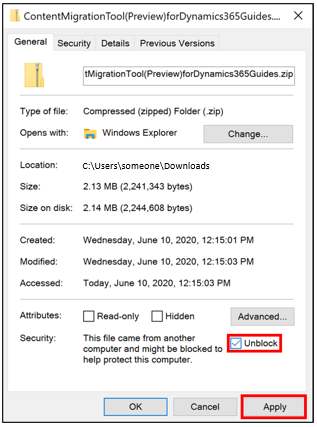 ContentMigrationTool(Preview)forDynamics365Guides....
General Security Details Previous Versions
tMigrationTool(Preview)forDynamics365Guides.zip
Type of file: Compressed (zipped) Folder (.zip)
Opens with: Windows Explorer Change...
Location: C:\Users\someone\Downloads
Size: 2.13 MB (2,241,343 bytes)
Size on disk: 2.14 MB (2,244,608 bytes)
Created: Wednesday, June 10, 2020, 12:15:01 PM
Modified: Wednesday, June 10, 2020, 12:15:03 PM
Accessed: Today, June 10, 2020, 12:15:03 PM
Attributes: Read-only Hidden Advanced...
Security: This file came from another Unblock
computer and might be blocked to
help protect this computer.
OK Cancel Apply